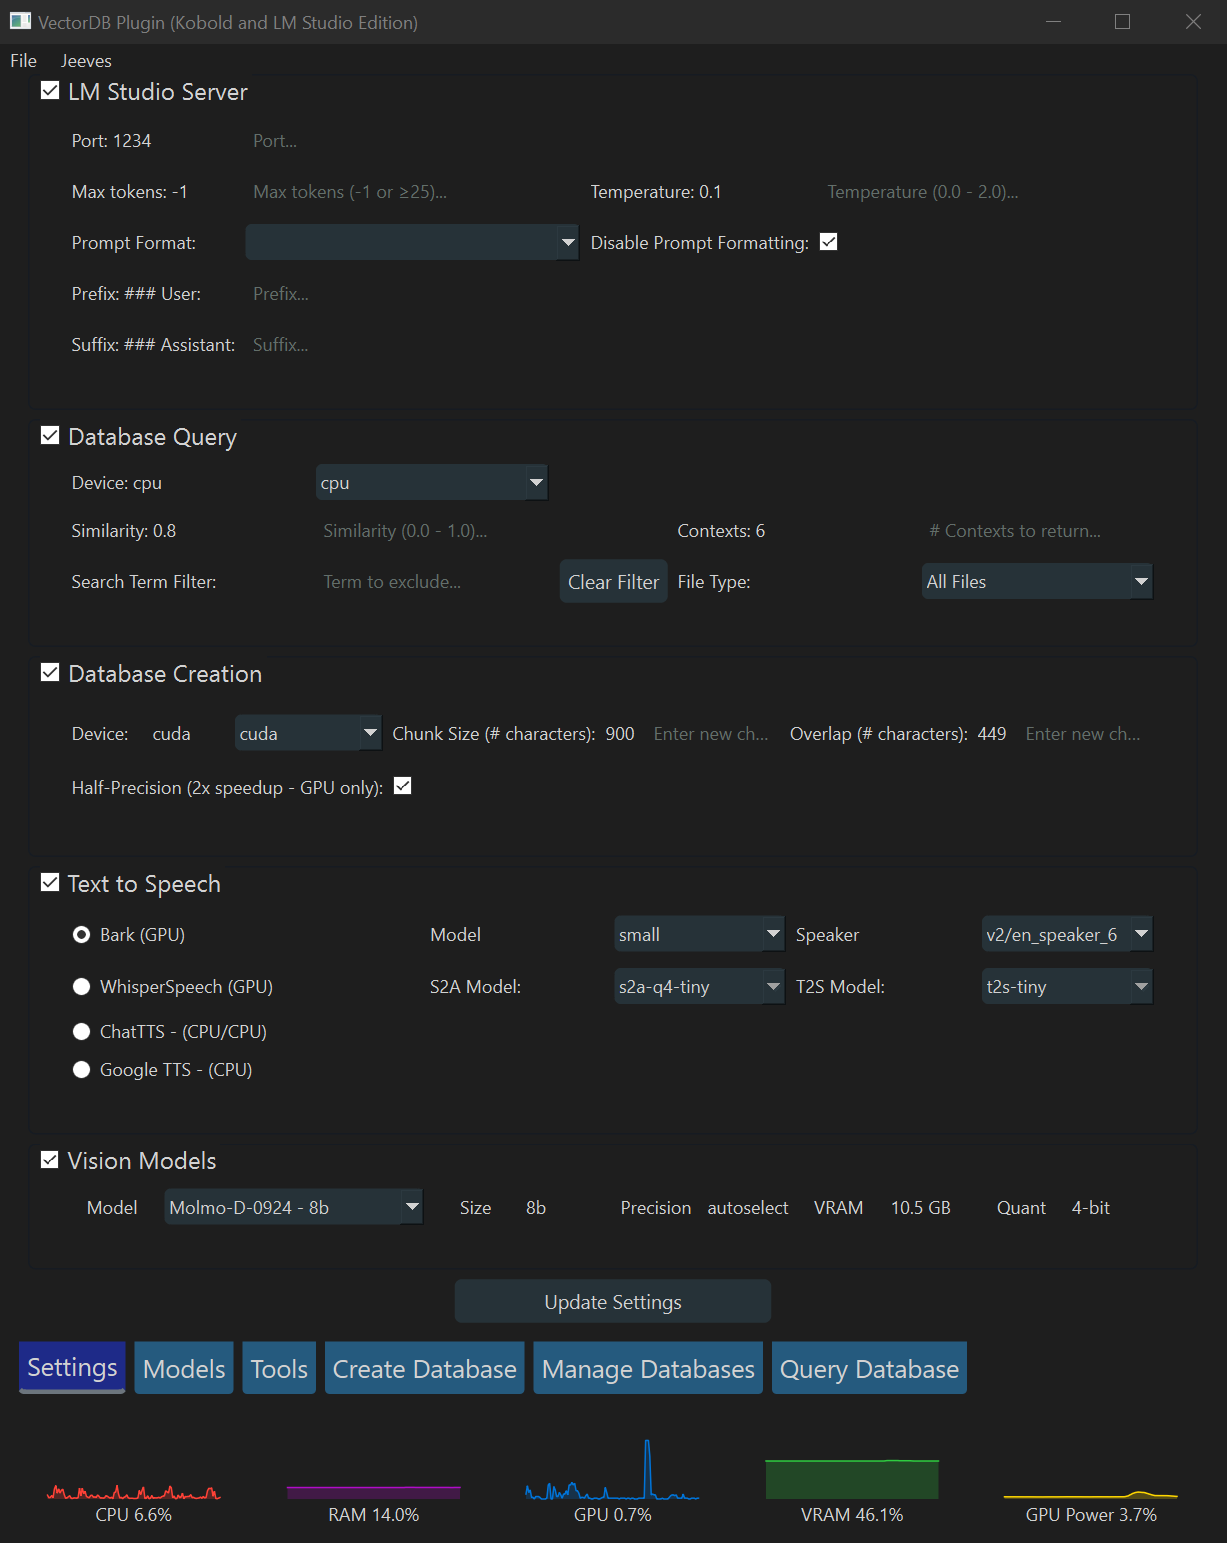 VectorDB Plugin (Kobold and LM Studio Edition)
File Jeeves
LM Studio Server
Port: 1234 Port...
Max tokens: -1 Max tokens (-1 or ≥25)... Temperature: 0.1 Temperature (0.0 - 2.0)...
Prompt Format: Disable Prompt Formatting:
Prefix: ### User: Prefix...
Suffix: ### Assistant: Suffix...
Database Query
Device: cpu cpu
Similarity: 0.8 Similarity (0.0 - 1.0)... Contexts: 6 # Contexts to return...
Search Term Filter: Term to exclude... Clear Filter File Type: All Files
Database Creation
Device: cuda cuda Chunk Size (# characters): 900 Enter new ch... Overlap (# characters): 449 Enter new ch...
Half-Precision (2x speedup - GPU only):
Text to Speech
Bark (GPU) Model small Speaker v2/en_speaker_6
WhisperSpeech (GPU) S2A Model: s2a-q4-tiny T2S Model: t2s-tiny
ChatTTS - (CPU/CPU)
Google TTS - (CPU)
Vision Models
Model Molmo-D-0924 - 8b Size 8b Precision autoselect VRAM 10.5 GB Quant 4-bit
Update Settings
Settings Models Tools Create Database Manage Databases Query Database
CPU 6.6% RAM 14.0% GPU 0.7% VRAM 46.1% GPU Power 3.7%